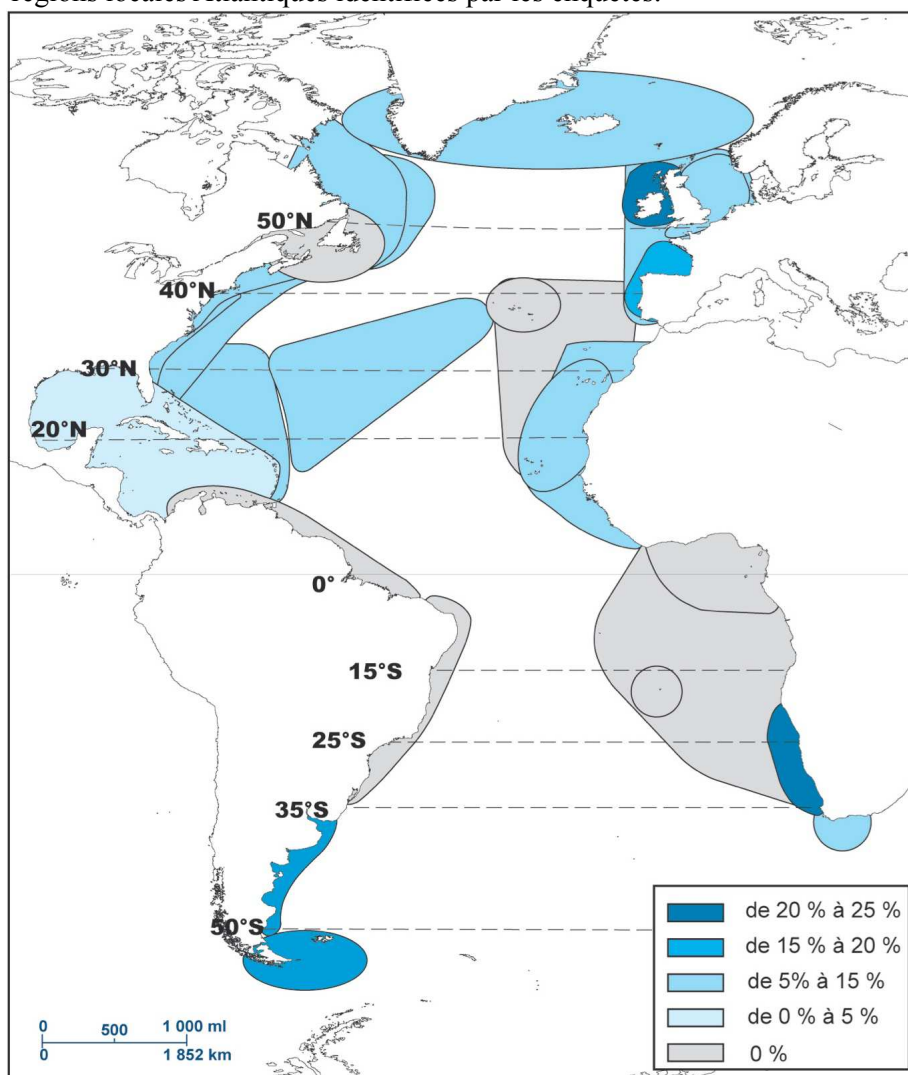 régions locales Atlantiques identifiées par les enquêtes.
50°N
40°N
30°N
20°N
0°
15°S
25°S
35°S
50°S
0 500 1 000 ml
0 1 852 km
de 20 % à 25 %
de 15 % à 20 %
de 5% à 15 %
de 0 % à 5 %
0 %